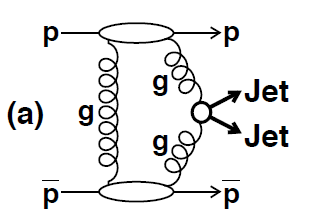 p p
g Jet
(a) g
g Jet
p̅ p̅